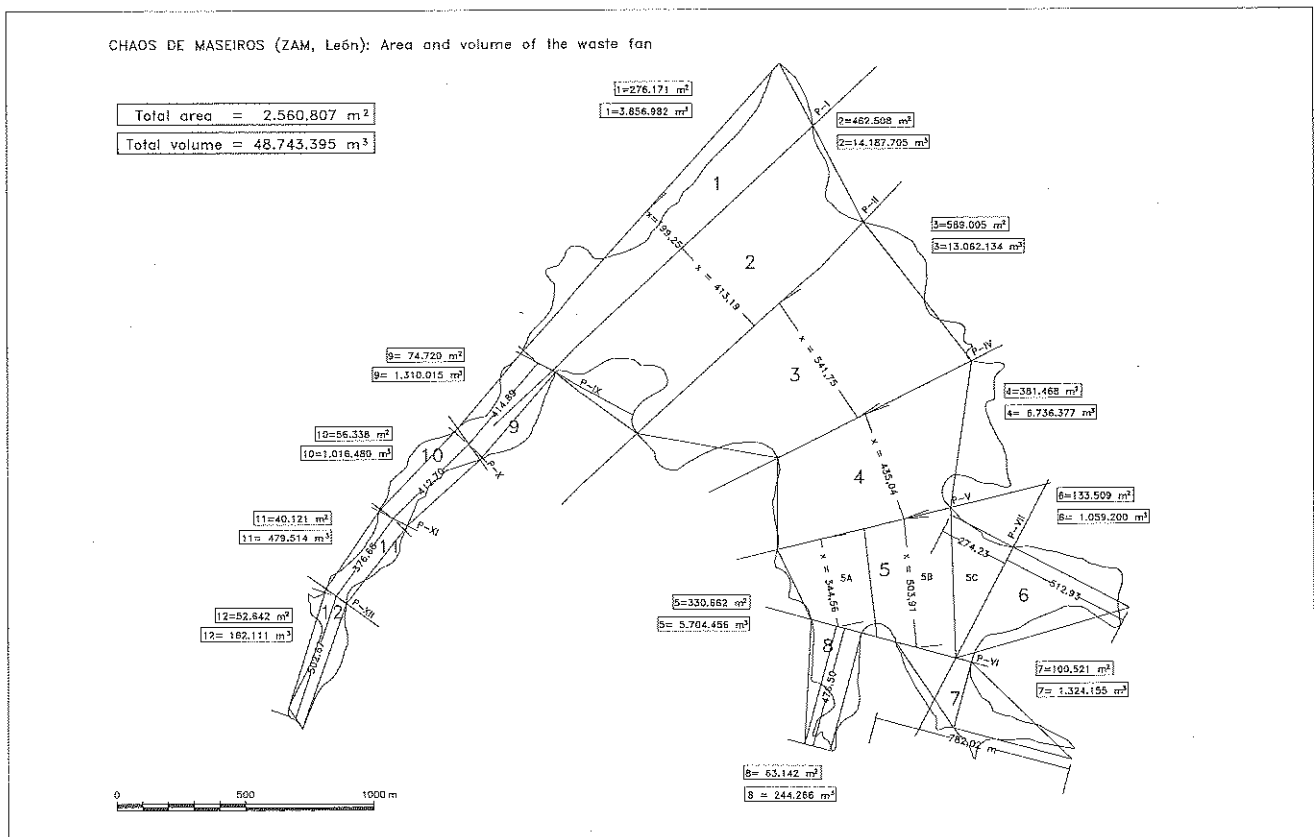 CHAOS DE MASEIROS (ZAM, León): Area and volume of the waste fan
Total area = 2.560.807 m²
Total volume = 48.743.395 m³
1=276.171 m²
1=3.856.982 m³
P-I
2=462.508 m²
2=14.187.705 m³
P-II
3=589.005 m²
3=13.062.134 m³
1
x=199,25
2
x = 473,19
3
x = 541,75
P-IV
4=381.468 m²
4= 6.736.377 m³
9= 74.720 m²
9= 1.310.015 m³
P-IX
414,89
9
10=56.338 m²
10=1.016.480 m³
10
412,70
P-X
4
x = 435,04
P-V
6=133.509 m²
6= 1.059.200 m³
P-VII
11=40.121 m²
11= 479.514 m³
11
376,66
P-XI
274,23
512,93
6
5A
5
5B
5C
x = 344,56
x = 503,91
12=52.642 m²
12= 162.111 m³
12
502,67
P-XII
5=330.662 m²
5= 5.704.456 m³
8
476,50
P-VI
7=100.521 m²
7= 1.324.155 m³
7
782,02 m
8= 63.142 m²
8 = 244.266 m³
0 500 1000 m